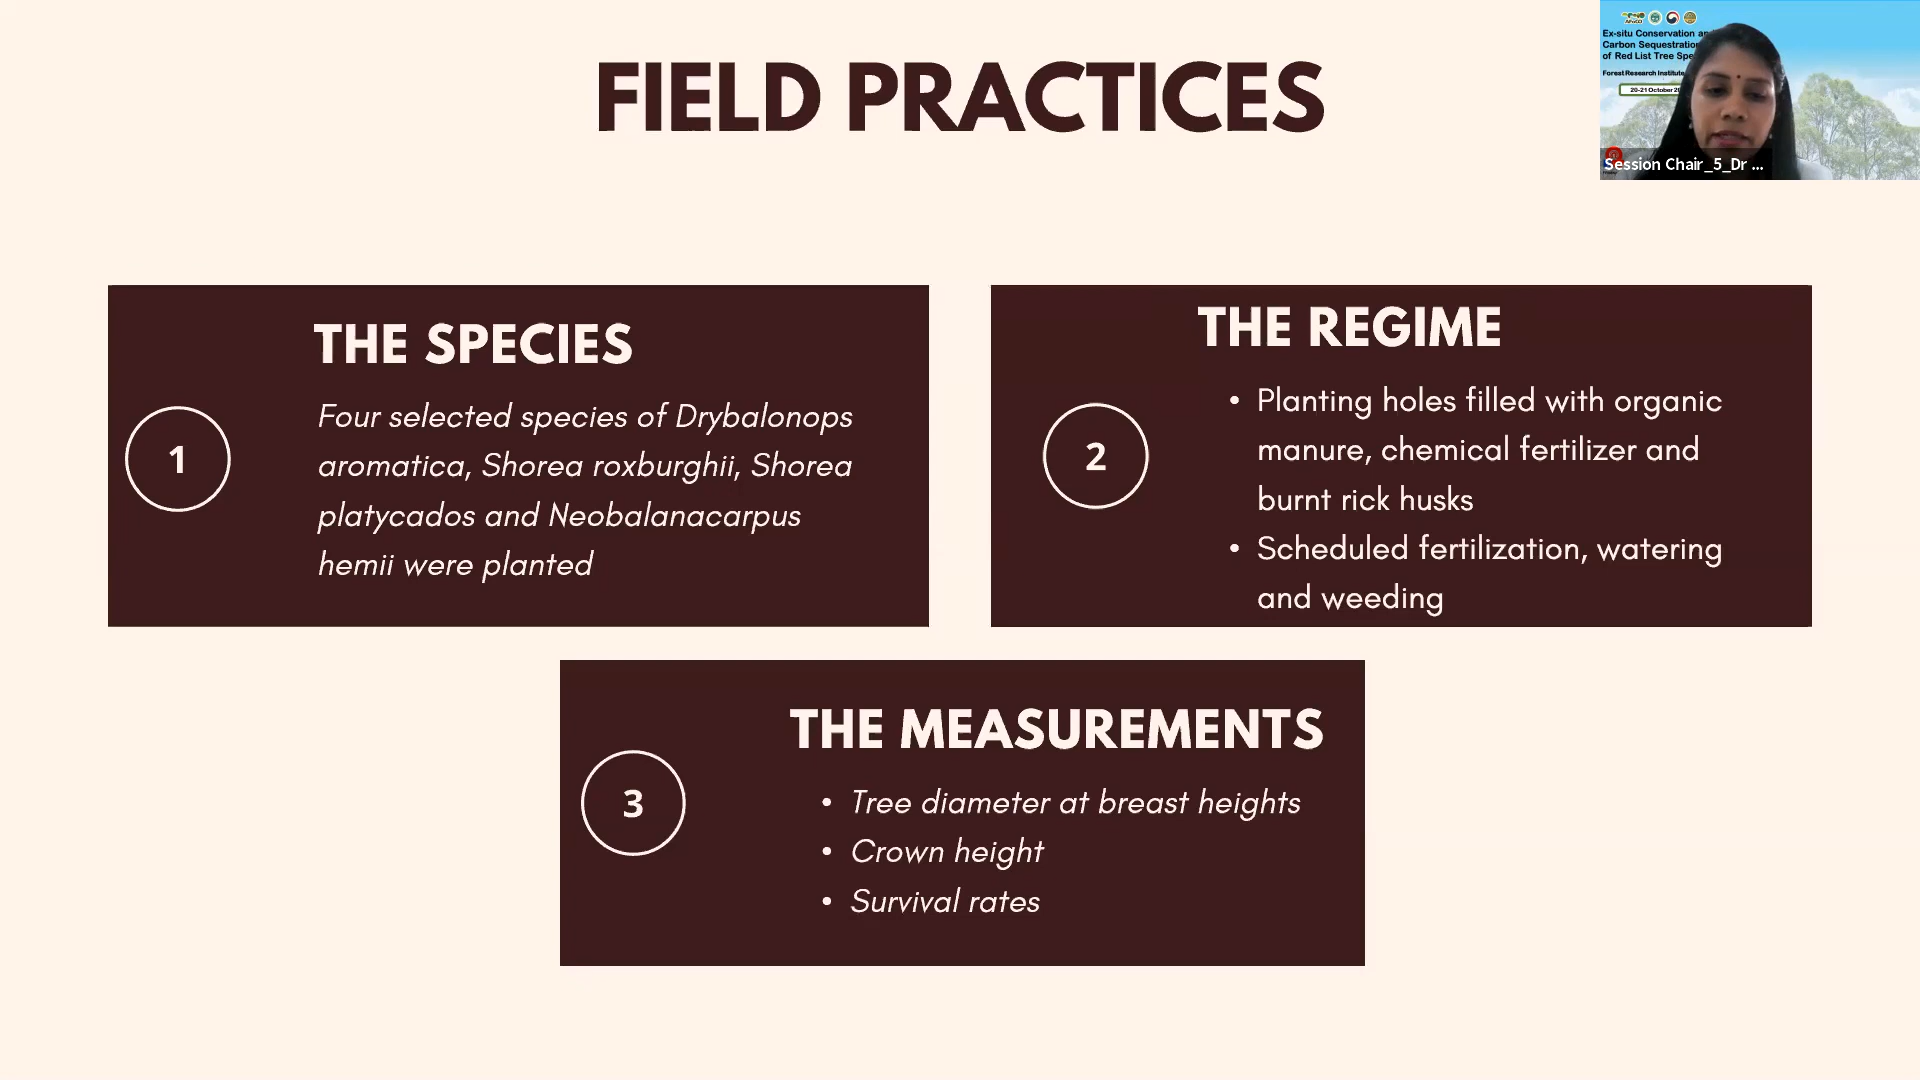 FIELD PRACTICES
Ex-situ Conservation
Carbon Sequestration
of Red List Tree
Forest Research Institute
20-21 October
Session Chair_5_Dr ...
THE SPECIES
1
Four selected species of Drybalonops
aromatica, Shorea roxburghii, Shorea
platycados and Neobalanacarpus
hemii were planted
THE REGIME
2
• Planting holes filled with organic
manure, chemical fertilizer and
burnt rick husks
• Scheduled fertilization, watering
and weeding
THE MEASUREMENTS
3
• Tree diameter at breast heights
• Crown height
• Survival rates